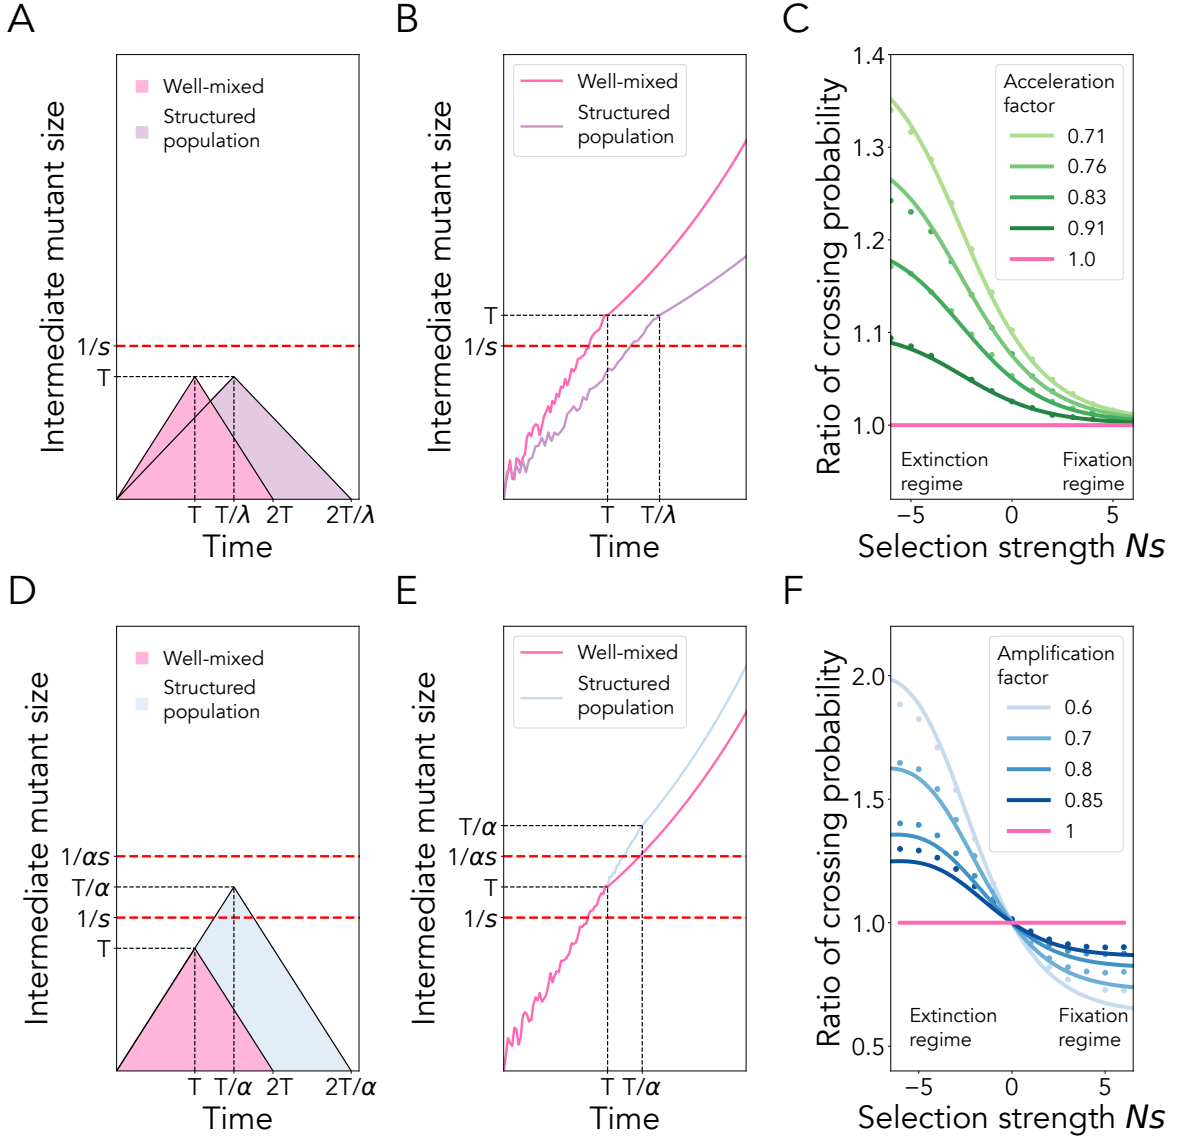 A
Intermediate mutant size
Well-mixed
Structured
population
1/s
T
T T/λ 2T 2T/λ
Time
B
Intermediate mutant size
Well-mixed
Structured
population
T
1/s
T T/λ
Time
C
Ratio of crossing probability
1.4
1.3
1.2
1.1
1.0
Acceleration
factor
0.71
0.76
0.83
0.91
1.0
Extinction
regime
Fixation
regime
−5 0 5
Selection strength Ns
D
Intermediate mutant size
Well-mixed
Structured
population
1/αs
T/α
1/s
T
T T/α 2T 2T/α
Time
E
Intermediate mutant size
Well-mixed
Structured
population
T/α
1/αs
T
1/s
T T/α
Time
F
Ratio of crossing probability
2.0
1.5
1.0
0.5
Amplification
factor
0.6
0.7
0.8
0.85
1
Extinction
regime
Fixation
regime
−5 0 5
Selection strength Ns